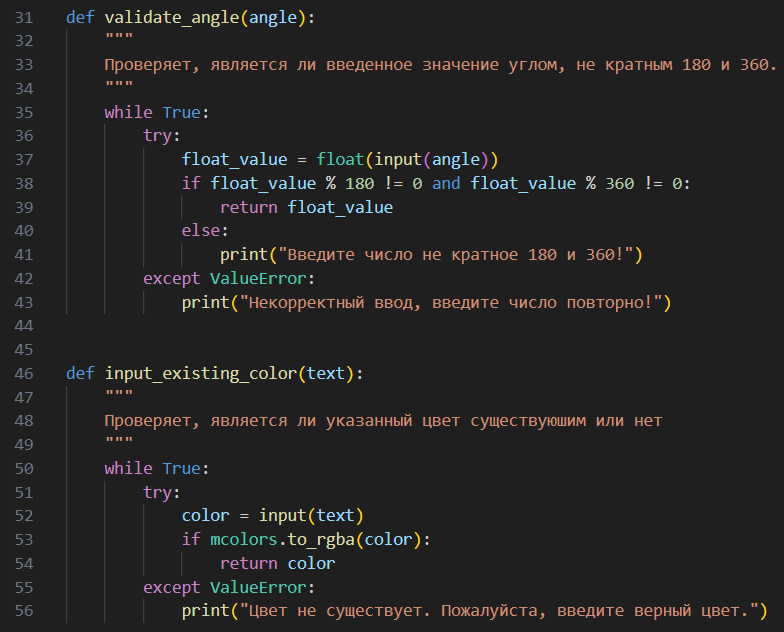 31 def validate_angle(angle):
32     """
33     Проверяет, является ли введенное значение углом, не кратным 180 и 360.
34     """
35     while True:
36         try:
37             float_value = float(input(angle))
38             if float_value % 180 != 0 and float_value % 360 != 0:
39                 return float_value
40             else:
41                 print("Введите число не кратное 180 и 360!")
42         except ValueError:
43             print("Некорректный ввод, введите число повторно!")
44
45
46 def input_existing_color(text):
47     """
48     Проверяет, является ли указанный цвет существуюшим или нет
49     """
50     while True:
51         try:
52             color = input(text)
53             if mcolors.to_rgba(color):
54                 return color
55         except ValueError:
56             print("Цвет не существует. Пожалуйста, введите верный цвет.")